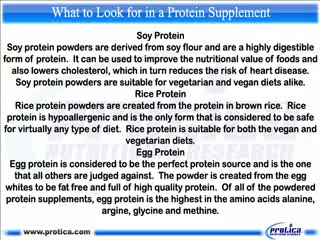 What to Look for in a Protein Supplement
Soy Protein
Soy protein powders are derived from soy flour and are a highly digestible
form of protein. It can be used to improve the nutritional value of foods and
also lowers cholesterol, which in turn reduces the risk of heart disease.
Soy protein powders are suitable for vegetarian and vegan diets alike.
Rice Protein
Rice protein powders are created from the protein in brown rice. Rice
protein is hypoallergenic and is the only form that is considered to be safe
for virtually any type of diet. Rice protein is suitable for both the vegan and
vegetarian diets.
Egg Protein
Egg protein is considered to be the perfect protein source and is the one
that all others are judged against. The powder is created from the egg
whites to be fat free and full of high quality protein. Of all of the powdered
protein supplements, egg protein is the highest in the amino acids alanine,
argine, glycine and methine.
www.protica.com
protica